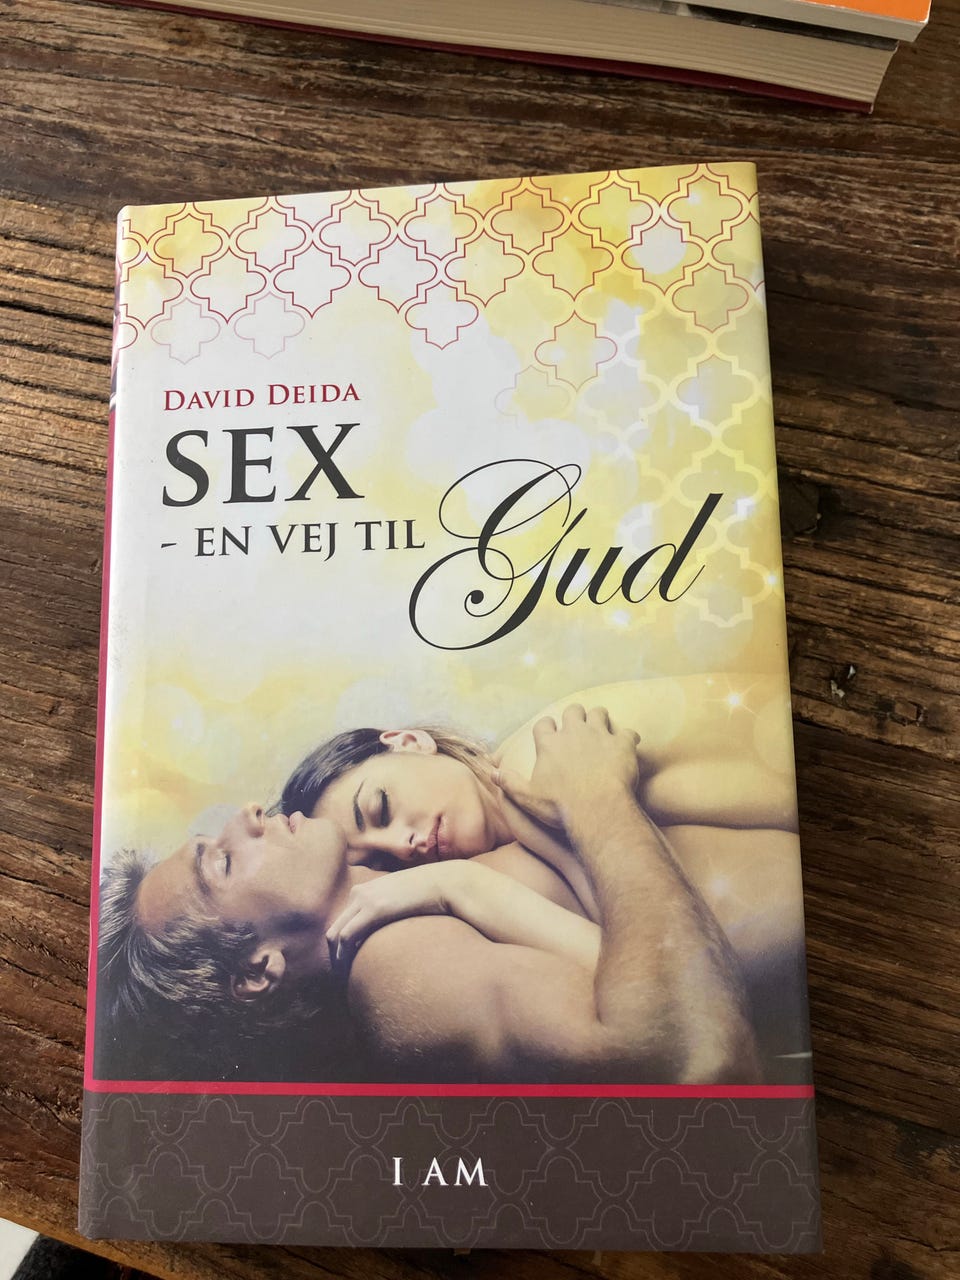 DAVID DEIDA
SEX
- EN VEJ TIL Gud
I AM